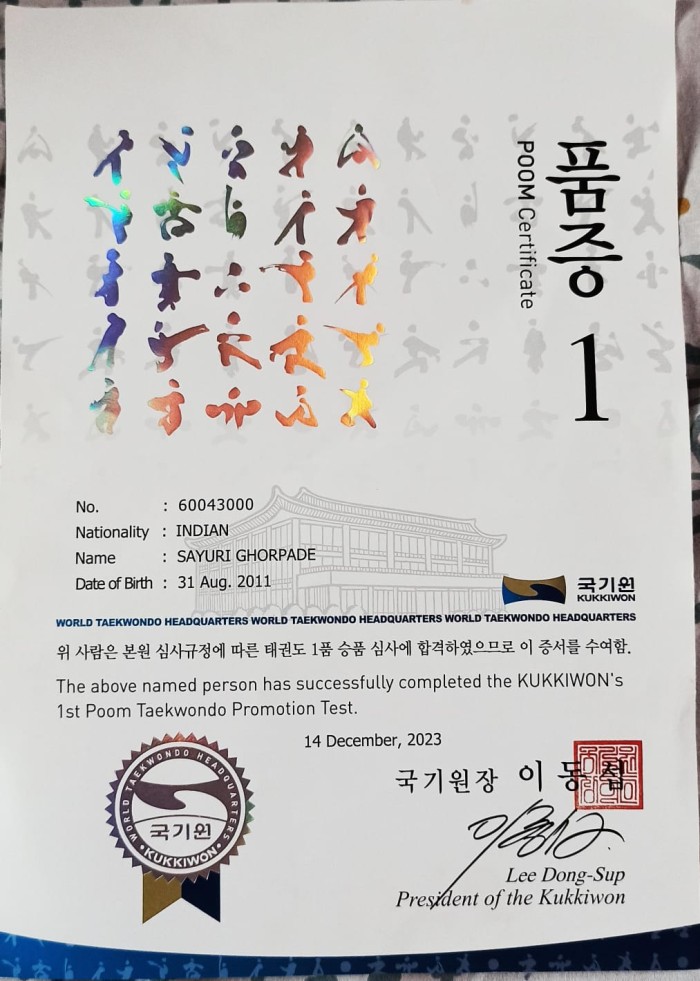 품증 1
POOM Certificate
No. : 60043000
Nationality : INDIAN
Name : SAYURI GHORPADE
Date of Birth : 31 Aug. 2011
국기원
KUKKIWON
WORLD TAEKWONDO HEADQUARTERS WORLD TAEKWONDO HEADQUARTERS WORLD TAEKWONDO HEADQUARTERS
위 사람은 본원 심사규정에 따른 태권도 1품 승품 심사에 합격하였으므로 이 증서를 수여함.
The above named person has successfully completed the KUKKIWON's
1st Poom Taekwondo Promotion Test.
14 December, 2023
WORLD TAEKWONDO HEADQUARTERS
국기원
KUKKIWON
국기원장 이동섭
Lee Dong-Sup
President of the Kukkiwon